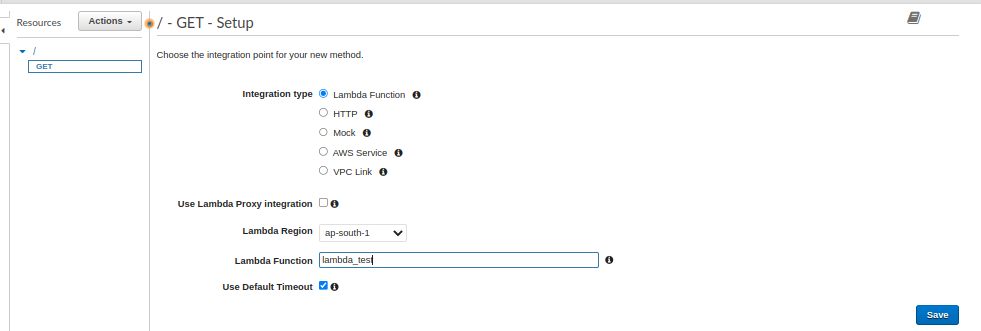 Resources
Actions
/ - GET - Setup
/
GET
Choose the integration point for your new method.
Integration type
Lambda Function
HTTP
Mock
AWS Service
VPC Link
Use Lambda Proxy integration
Lambda Region
ap-south-1
Lambda Function
lambda_test
Use Default Timeout
Save